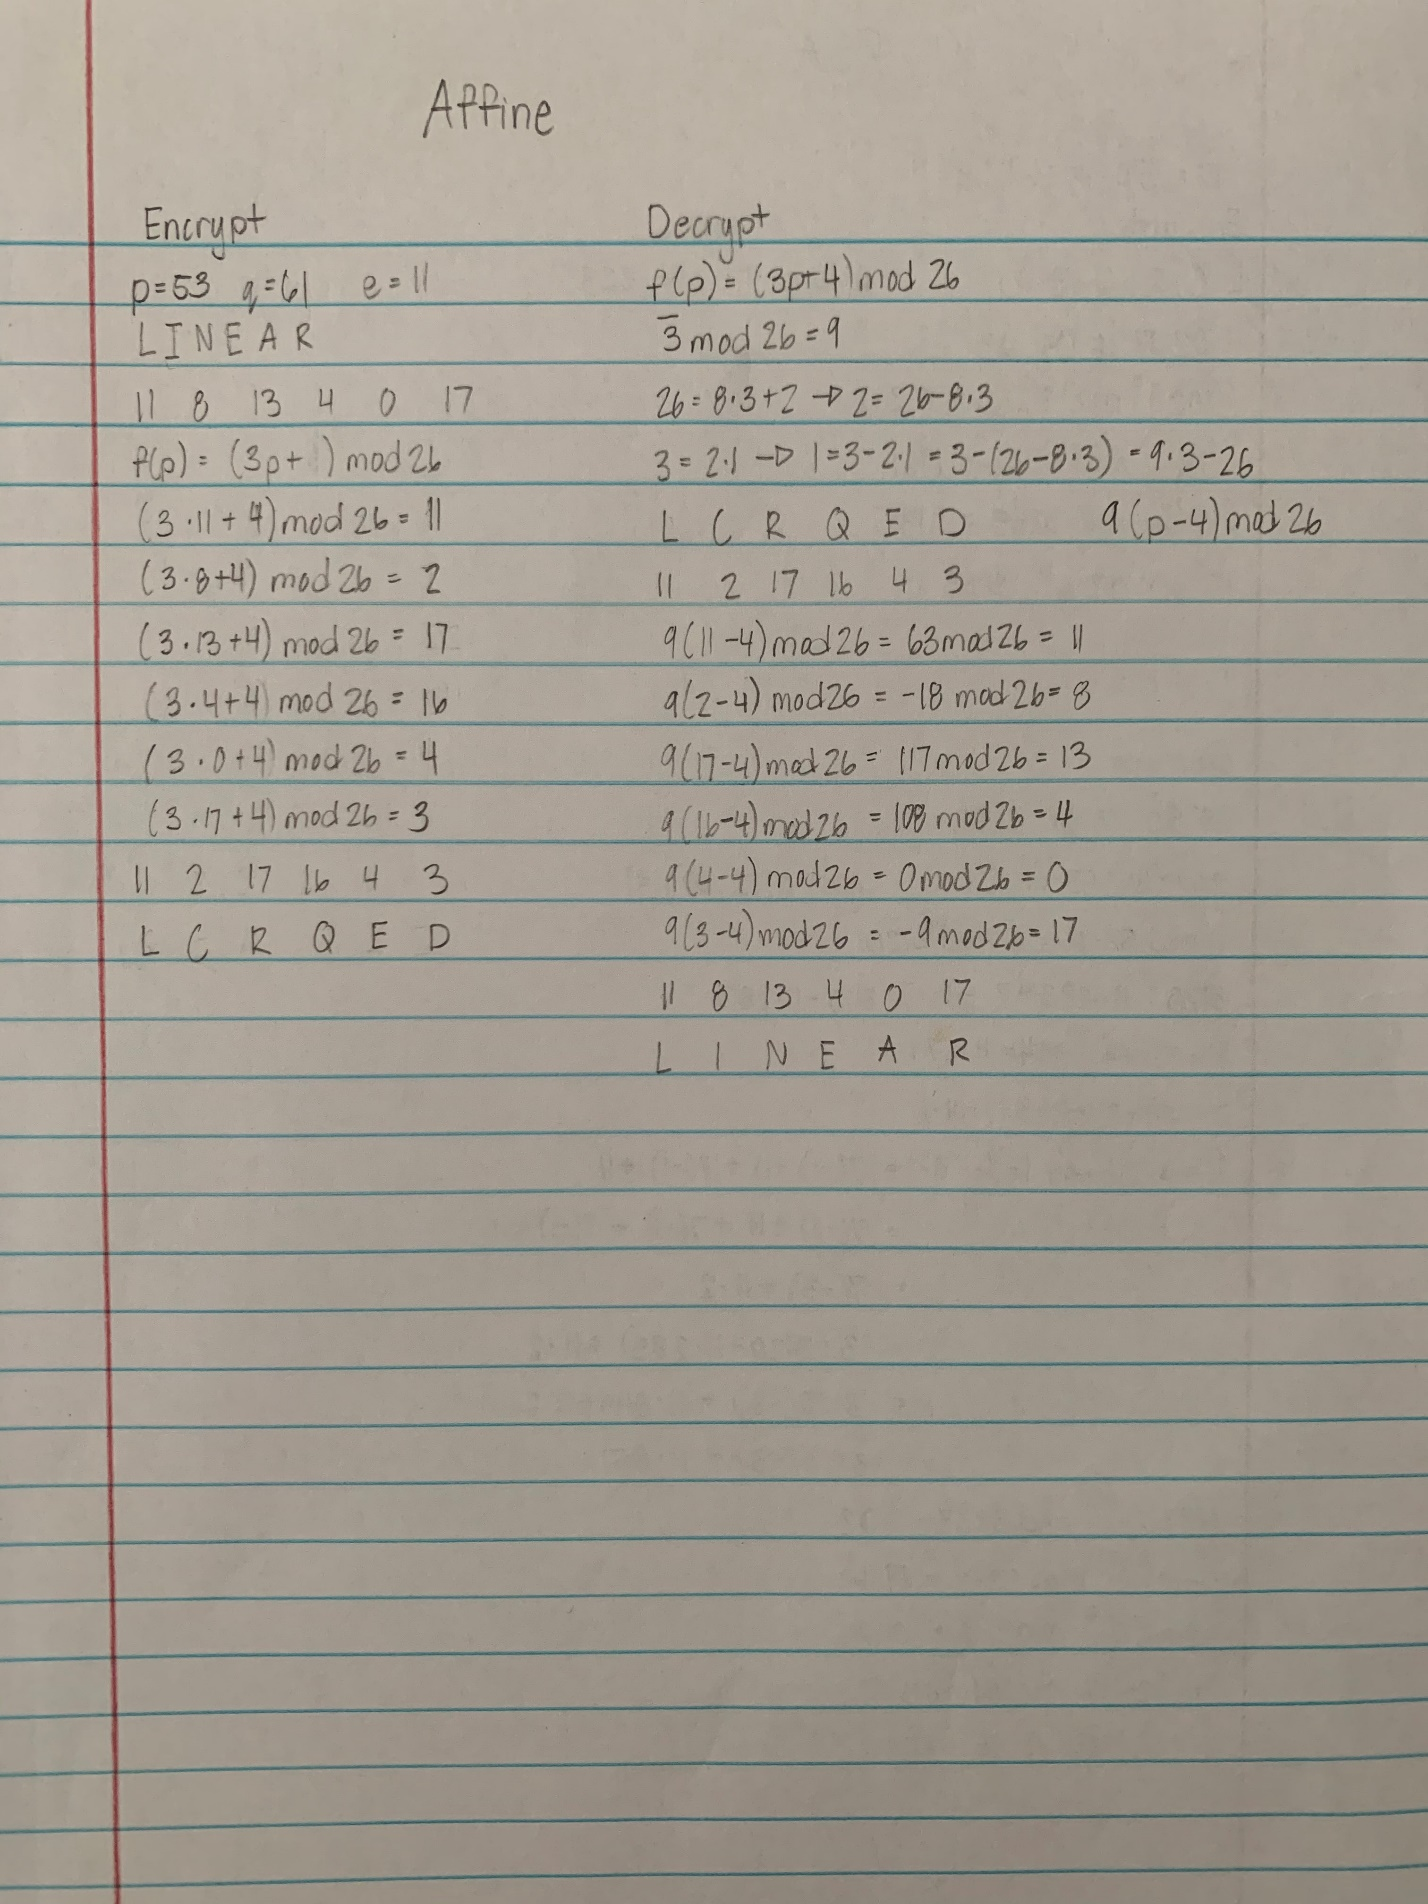 Affine
Encrypt
p=53 q=61 e=11
L I N E A R
11 8 13 4 0 17
f(p) = (3p+ ) mod 26
(3·11+4) mod 26 = 11
(3·8+4) mod 26 = 2
(3·13+4) mod 26 = 17
(3·4+4) mod 26 = 16
(3·0+4) mod 26 = 4
(3·17+4) mod 26 = 3
11 2 17 16 4 3
L C R Q E D
Decrypt
f(p) = (3p+4) mod 26
3̅ mod 26 = 9
26 = 8·3+2 → 2 = 26-8·3
3 = 2·1 → 1 = 3-2·1 = 3-(26-8·3) = 9·3-26
L C R Q E D 9(p-4) mod 26
11 2 17 16 4 3
9(11-4) mod 26 = 63 mod 26 = 11
9(2-4) mod 26 = -18 mod 26 = 8
9(17-4) mod 26 = 117 mod 26 = 13
9(16-4) mod 26 = 108 mod 26 = 4
9(4-4) mod 26 = 0 mod 26 = 0
9(3-4) mod 26 = -9 mod 26 = 17
11 8 13 4 0 17
L I N E A R